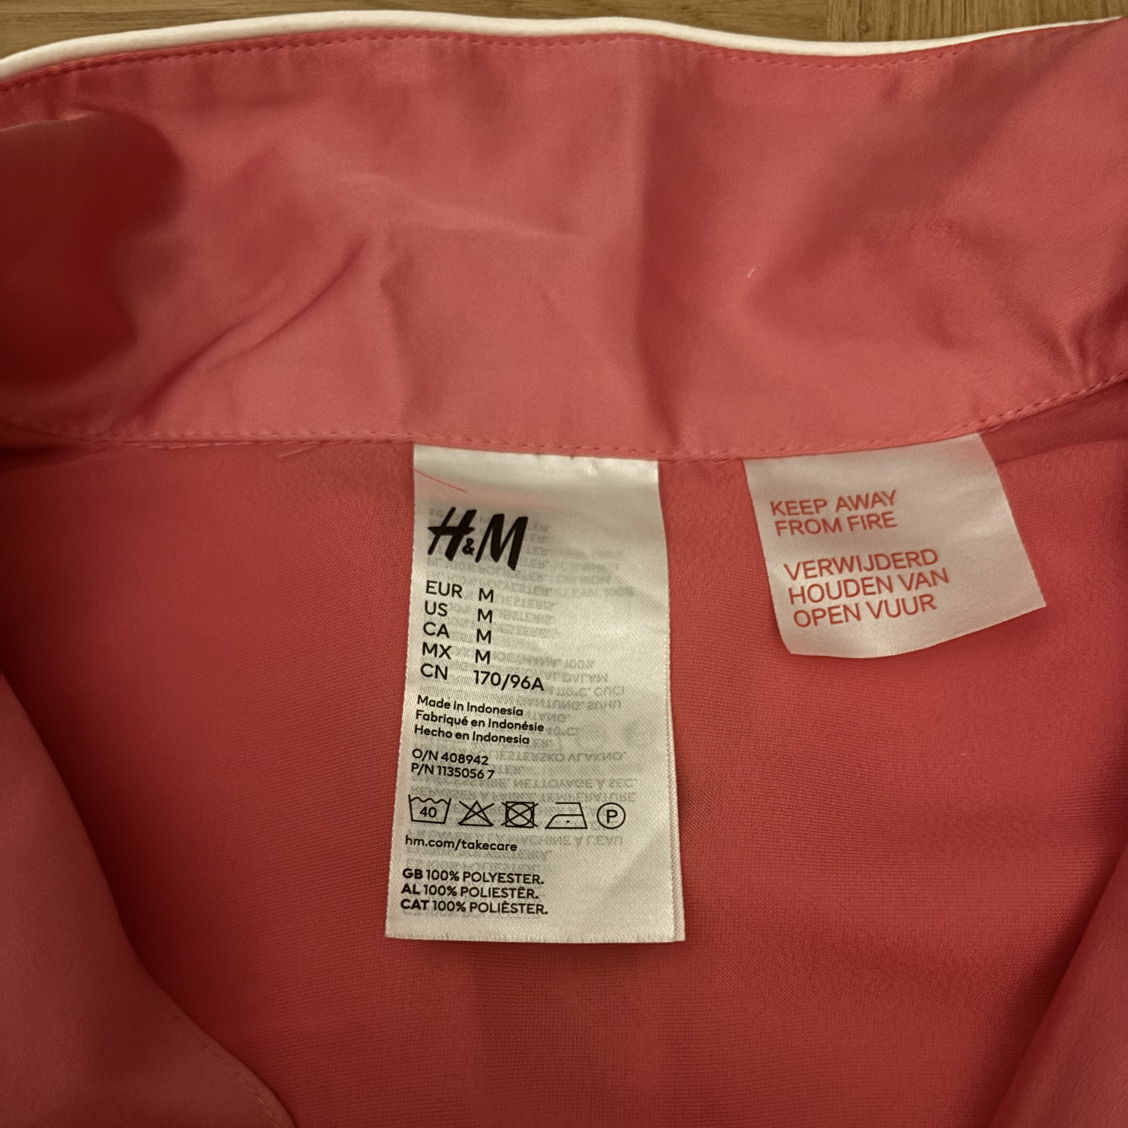 H&M
EUR M
US M
CA M
MX M
CN 170/96A
Made in Indonesia
Fabriqué en Indonésie
Hecho en Indonesia
O/N 408942
P/N 1135056 7
40
P
hm.com/takecare
GB 100% POLYESTER.
AL 100% POLIESTËR.
CAT 100% POLIÈSTER.
KEEP AWAY
FROM FIRE
VERWIJDERD
HOUDEN VAN
OPEN VUUR